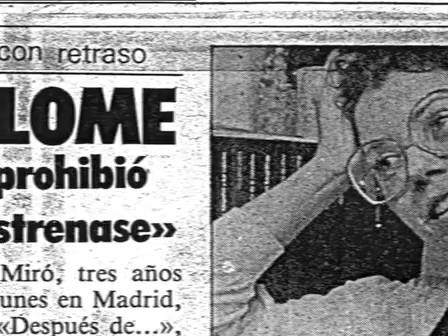 con retraso
LOME
prohibió
strenase»
Miró, tres años
unes en Madrid,
«Después de...»,